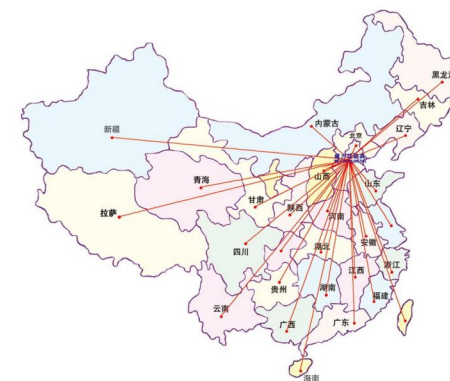 黑龙江
吉林
内蒙古
辽宁
新疆
北京
山西
青海
山东
甘肃
陕西
拉萨
河南
四川
湖北
安徽
浙江
贵州
江西
湖南
福建
云南
广西
广东
海南